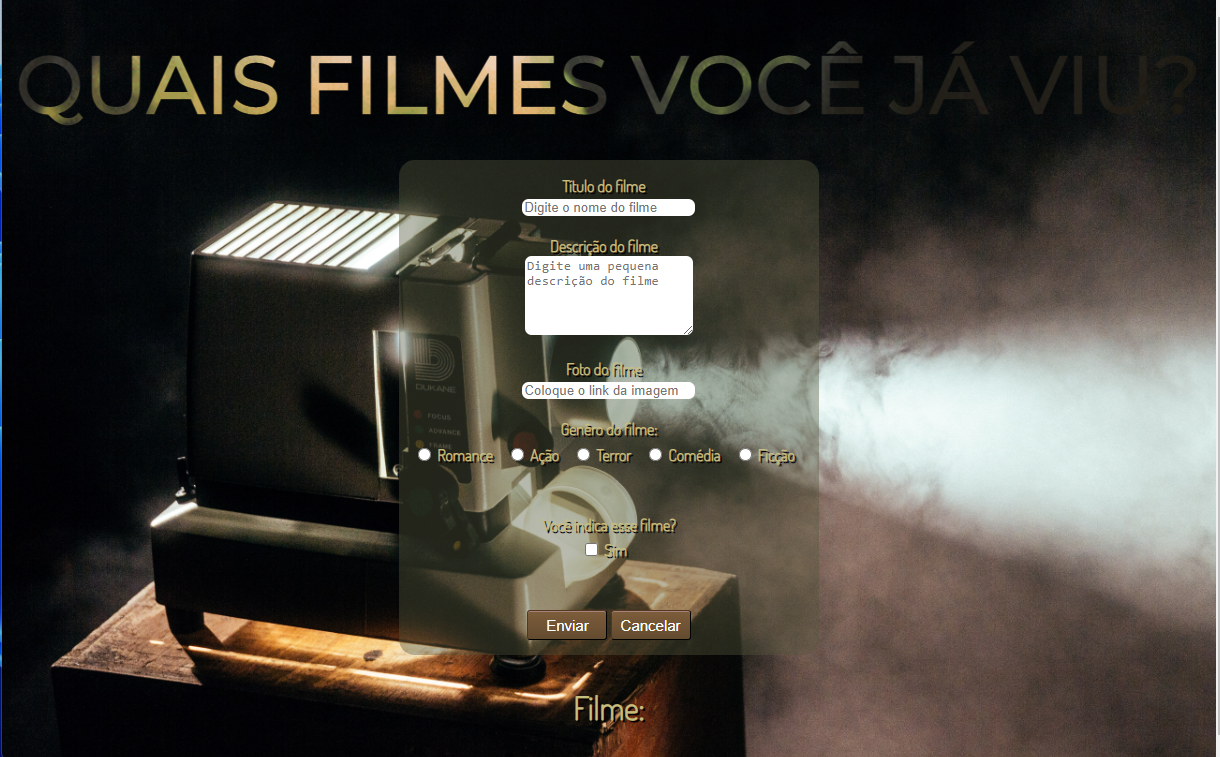 QUAIS FILMES VOCÊ JÁ VIU?
Título do filme
Digite o nome do filme
Descrição do filme
Digite uma pequena
descrição do filme
DUKANE
Foto do filme
Coloque o link da imagem
FOCUS
ADVANCE
FRAME
Genêro do filme:
Romance Ação Terror Comédia Ficção
Você indica esse filme?
Sim
Enviar Cancelar
Filme: